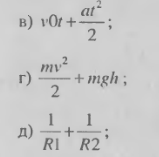 в) v0t + at²/2 ;
г) mv²/2 + mgh ;
д) 1/R1 + 1/R2 ;